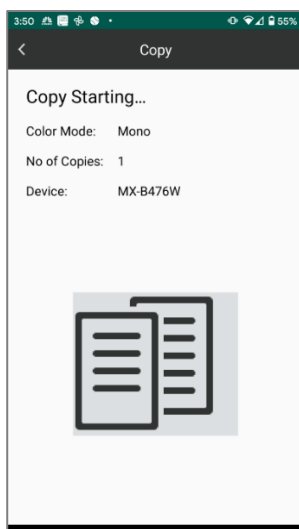 3:50 55%
Copy
Copy Starting...
Color Mode: Mono
No of Copies: 1
Device: MX-B476W